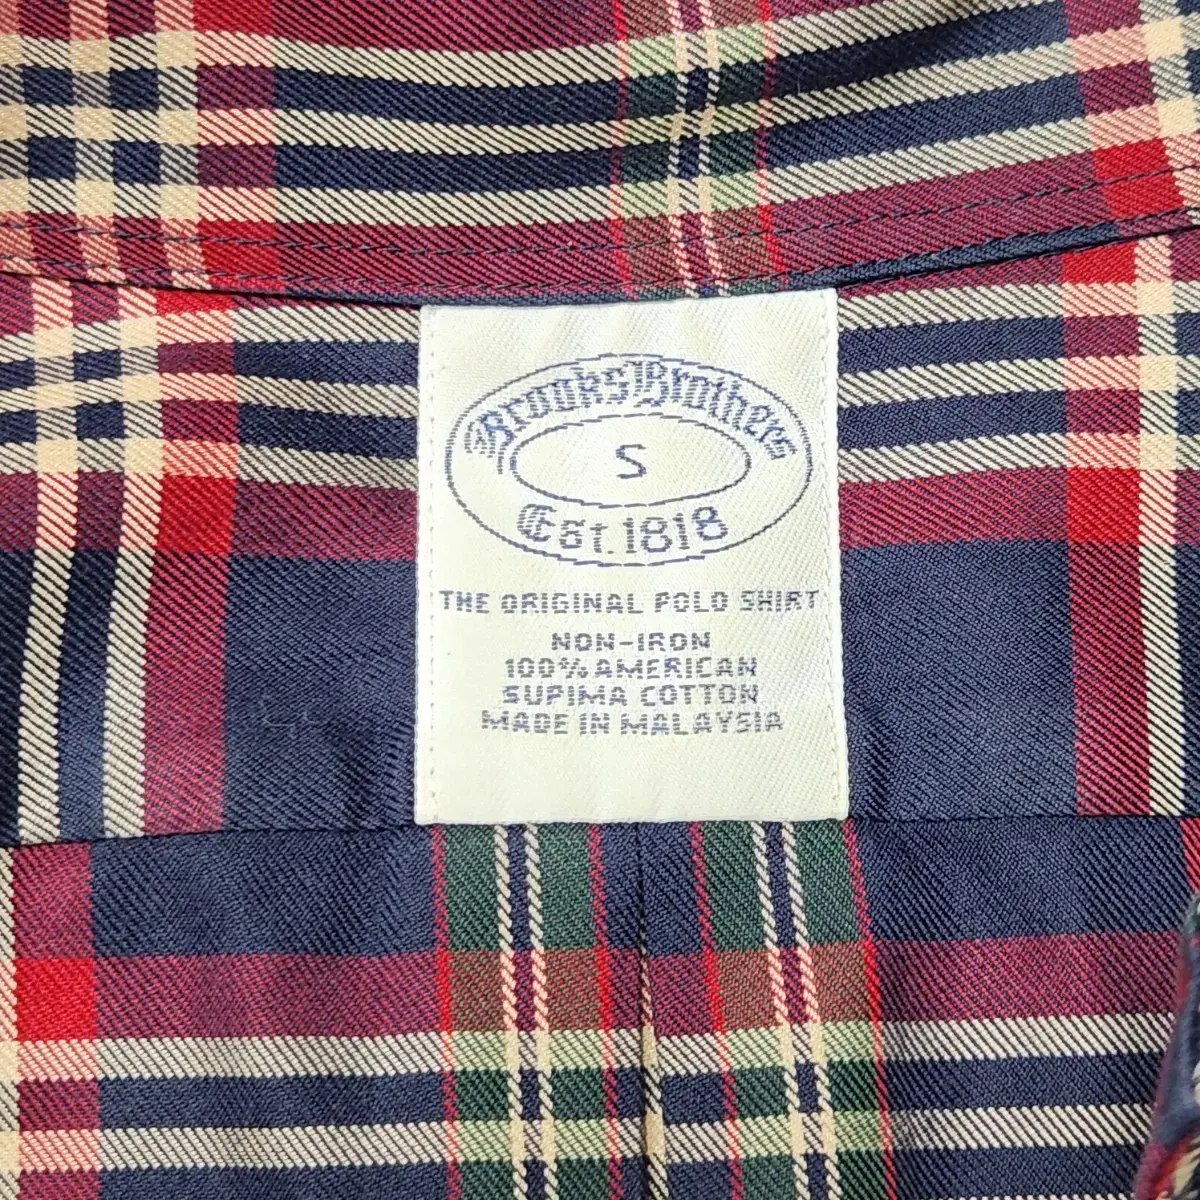 Brooks Brothers
S
Est. 1818
THE ORIGINAL POLO SHIRT
NON-IRON
100% AMERICAN
SUPIMA COTTON
MADE IN MALAYSIA